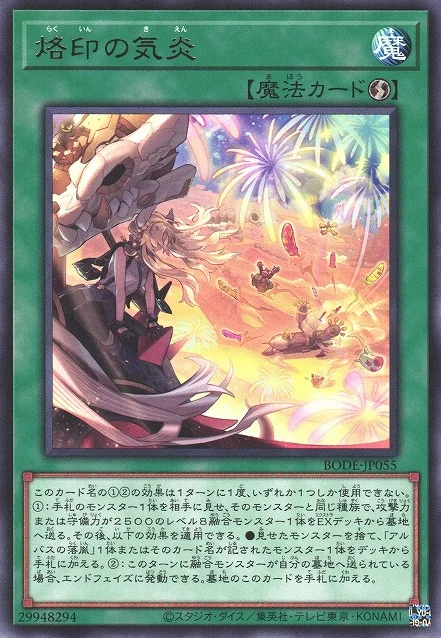 らくいん きえん
烙印の気炎
魔
まほう
【魔法カード】
BODE-JP055
このカード名の①②の効果は1ターンに1度、いずれか1つしか使用できない。
①：手札のモンスター1体を相手に見せ、そのモンスターと同じ種族で、攻撃力
または守備力が2500のレベル8融合モンスター1体をEXデッキから墓地
へ送る。その後、以下の効果を適用できる。●見せたモンスターを捨て、「アル
バスの落胤」1体またはそのカード名が記されたモンスター1体をデッキから
手札に加える。②：このターンに融合モンスターが自分の墓地へ送られている
場合、エンドフェイズに発動できる。墓地のこのカードを手札に加える。
29948294
©スタジオ・ダイス／集英社・テレビ東京・KONAMI